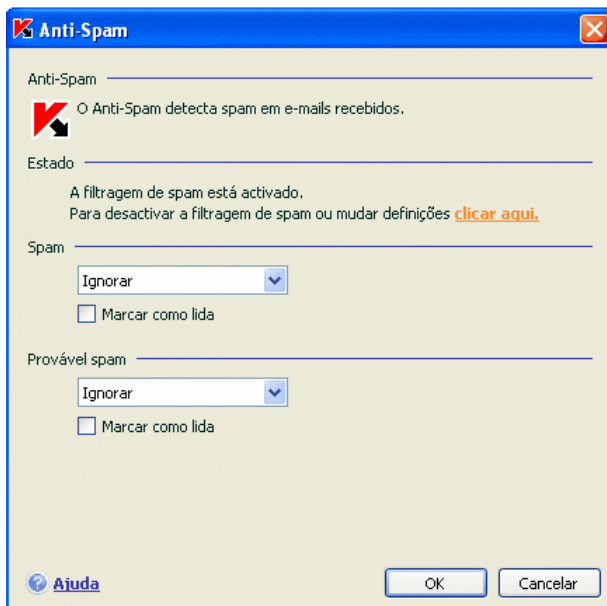 Anti-Spam
Anti-Spam
O Anti-Spam detecta spam em e-mails recebidos.
Estado
A filtragem de spam está activado.
Para desactivar a filtragem de spam ou mudar definições clicar aqui.
Spam
Ignorar
Marcar como lida
Provável spam
Ignorar
Marcar como lida
Ajuda
OK
Cancelar